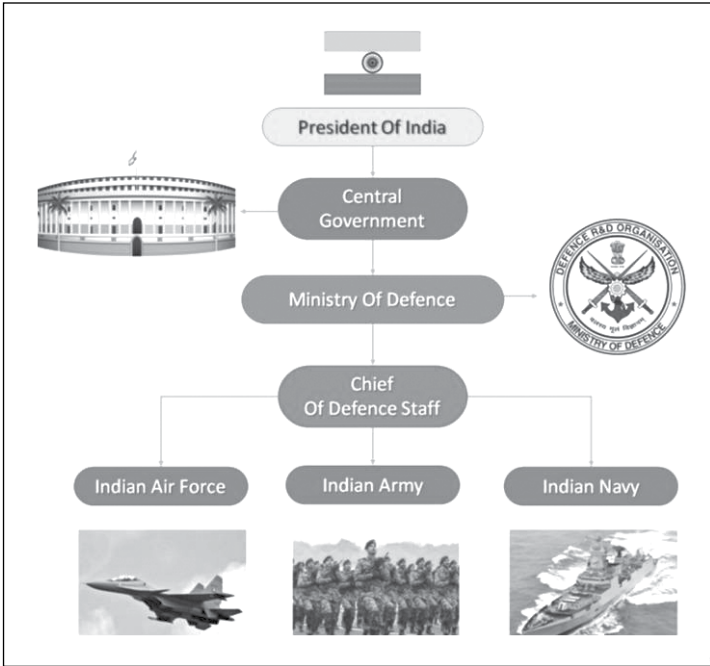 President Of India
Central
Government
Ministry Of Defence
DEFENCE R&D ORGANISATION
MINISTRY OF DEFENCE
Chief
Of Defence Staff
Indian Air Force
Indian Army
Indian Navy